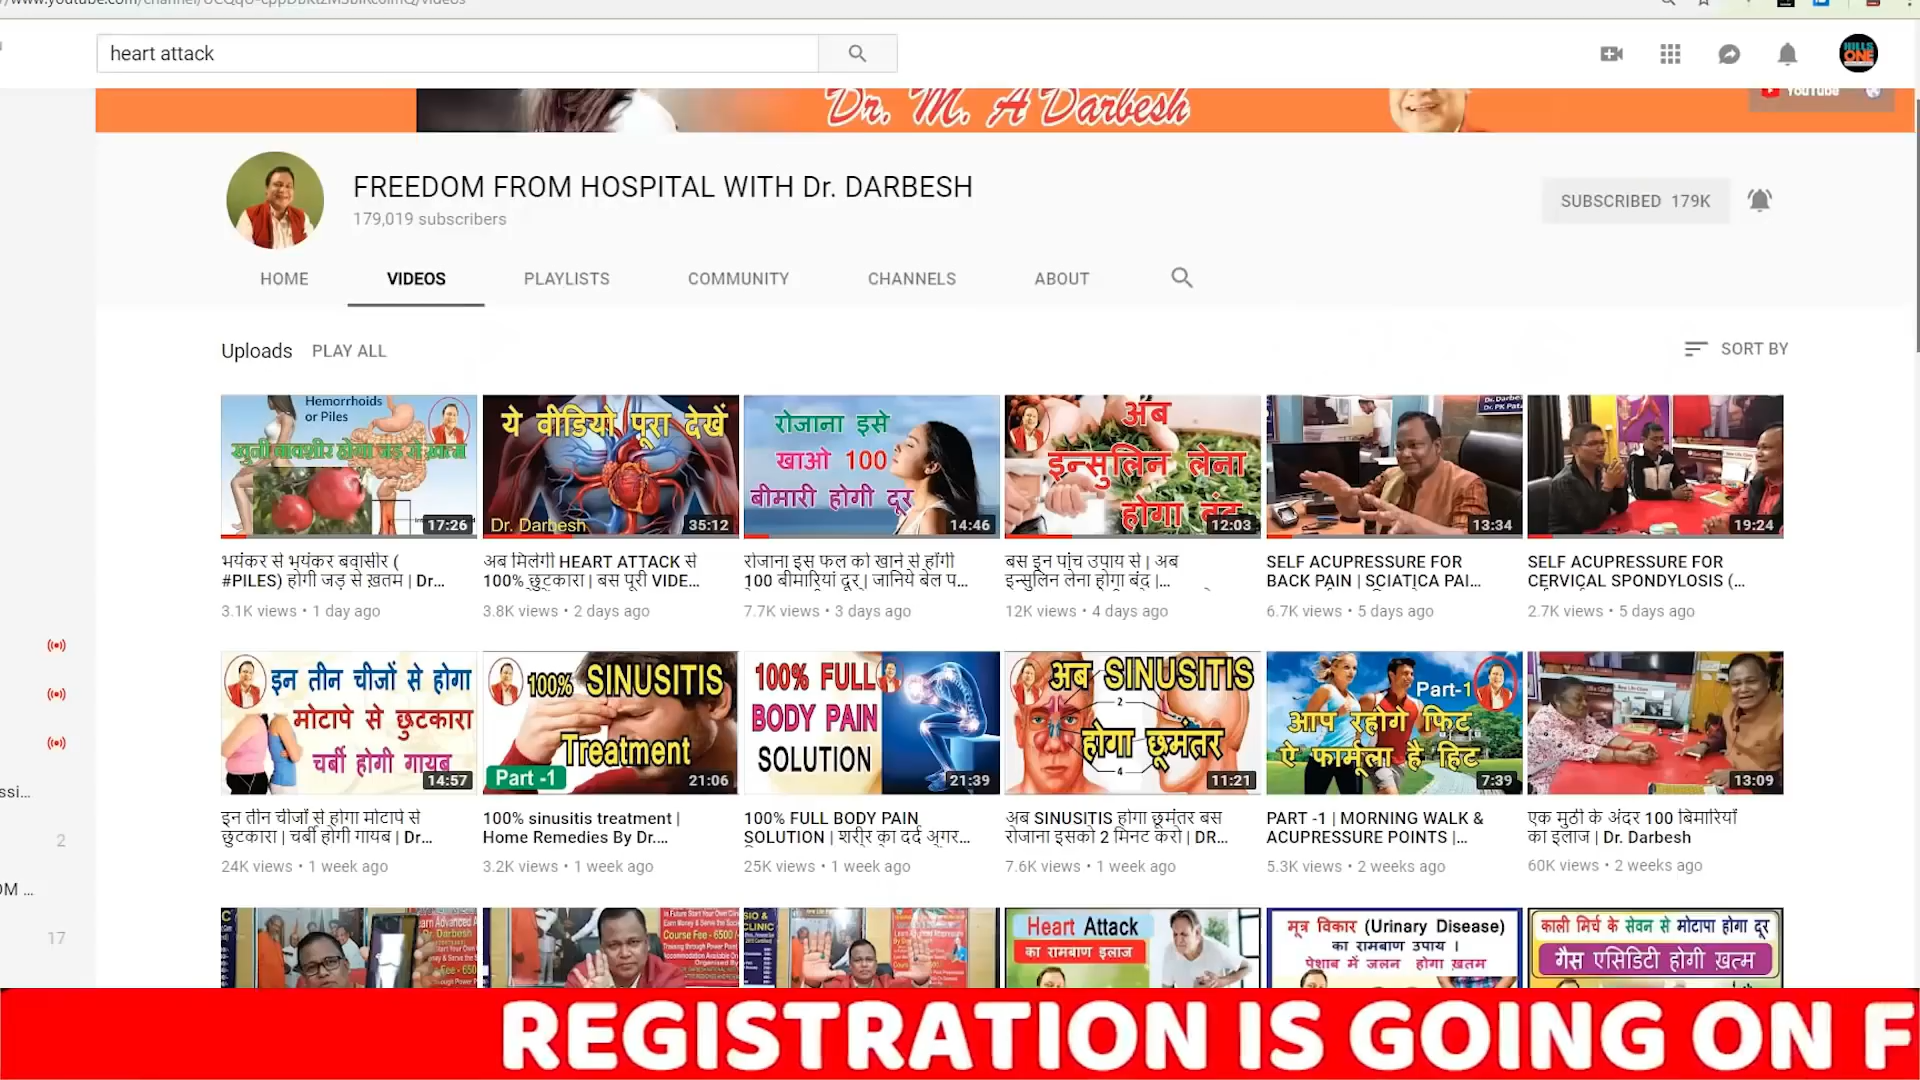 heart attack
Dr. M. A Darbesh
YouTube
FREEDOM FROM HOSPITAL WITH Dr. DARBESH
179,019 subscribers
SUBSCRIBED 179K
HOME VIDEOS PLAYLISTS COMMUNITY CHANNELS ABOUT
Uploads PLAY ALL
SORT BY
Hemorrhoids
or Piles
खुनी बावशीर होगा जड़ से ख़त्म
17:26
ये वीडियो पूरा देखें
Dr. Darbesh
35:12
रोजाना इसे
खाओ 100
बीमारी होगी दूर
14:46
अब
इन्सुलिन लेना
होगा बंद
12:03
13:34
19:24
भयंकर से भयंकर बवासीर (
#PILES) होगी जड़ से ख़तम | Dr...
3.1K views • 1 day ago
अब मिलेगी HEART ATTACK से
100% छुटकारा | बस पूरी VIDE...
3.8K views • 2 days ago
रोजाना इस फल को खाने से होंगी
100 बीमारियां दूर | जानिये बेल प...
7.7K views • 3 days ago
बस इन पांच उपाय से | अब
इन्सुलिन लेना होगा बंद |...
12K views • 4 days ago
SELF ACUPRESSURE FOR
BACK PAIN | SCIATICA PAI...
6.7K views • 5 days ago
SELF ACUPRESSURE FOR
CERVICAL SPONDYLOSIS (...
2.7K views • 5 days ago
इन तीन चीजों से होगा
मोटापे से छुटकारा
चर्बी होगी गायब
14:57
100% SINUSITIS
Treatment
Part -1
21:06
100% FULL
BODY PAIN
SOLUTION
21:39
अब SINUSITIS
2
होगा छूमंतर
4
11:21
Part-1
आप रहोगे फिट
ऐ फार्मूला है हिट
7:39
13:09
इन तीन चीजों से होगा मोटापे से
छुटकारा | चर्बी होगी गायब | Dr...
24K views • 1 week ago
100% sinusitis treatment |
Home Remedies By Dr....
3.2K views • 1 week ago
100% FULL BODY PAIN
SOLUTION | शरीर का दर्द अगर...
25K views • 1 week ago
अब SINUSITIS होगा छूमंतर बस
रोजाना इसको 2 मिनट करो | DR...
7.6K views • 1 week ago
PART -1 | MORNING WALK &
ACUPRESSURE POINTS |...
5.3K views • 2 weeks ago
एक मुठी के अंदर 100 बिमारियों
का इलाज | Dr. Darbesh
60K views • 2 weeks ago
ssi...
2
OM ...
17
Heart Attack
का रामबाण इलाज
मूत्र विकार (Urinary Disease)
का रामबाण उपाय ।
पेशाब में जलन होगा ख़तम
काली मिर्च के सेवन से मोटापा होगा दूर
गैस एसिडिटी होगी ख़त्म
REGISTRATION IS GOING ON F